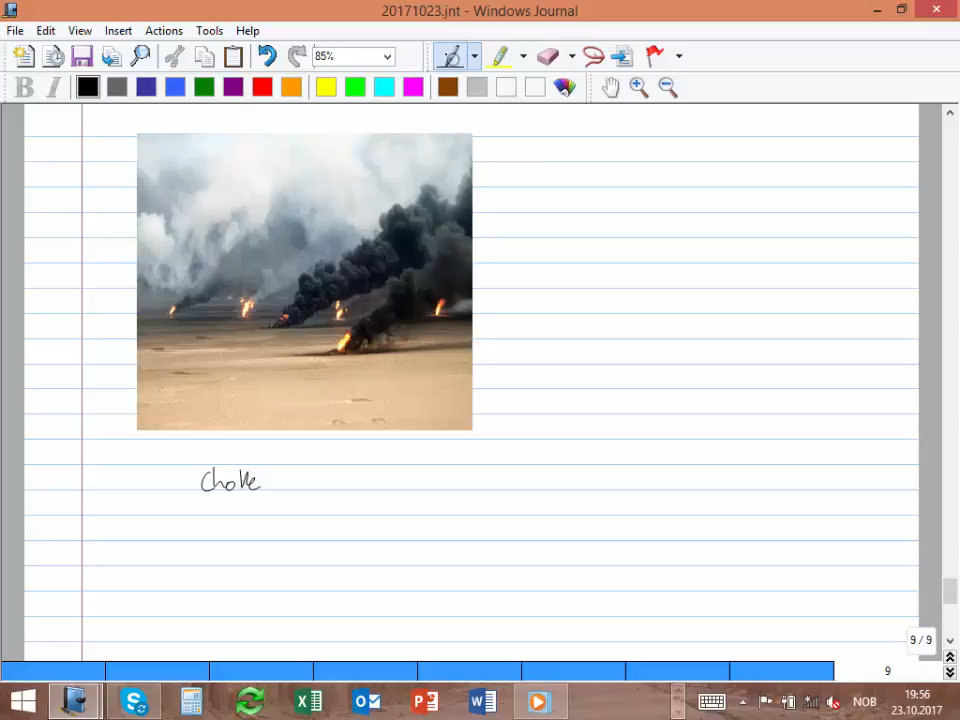 20171023.jnt - Windows Journal
File Edit View Insert Actions Tools Help
85%
B I
Choke
9 / 9
9
NOB
19:56
23.10.2017